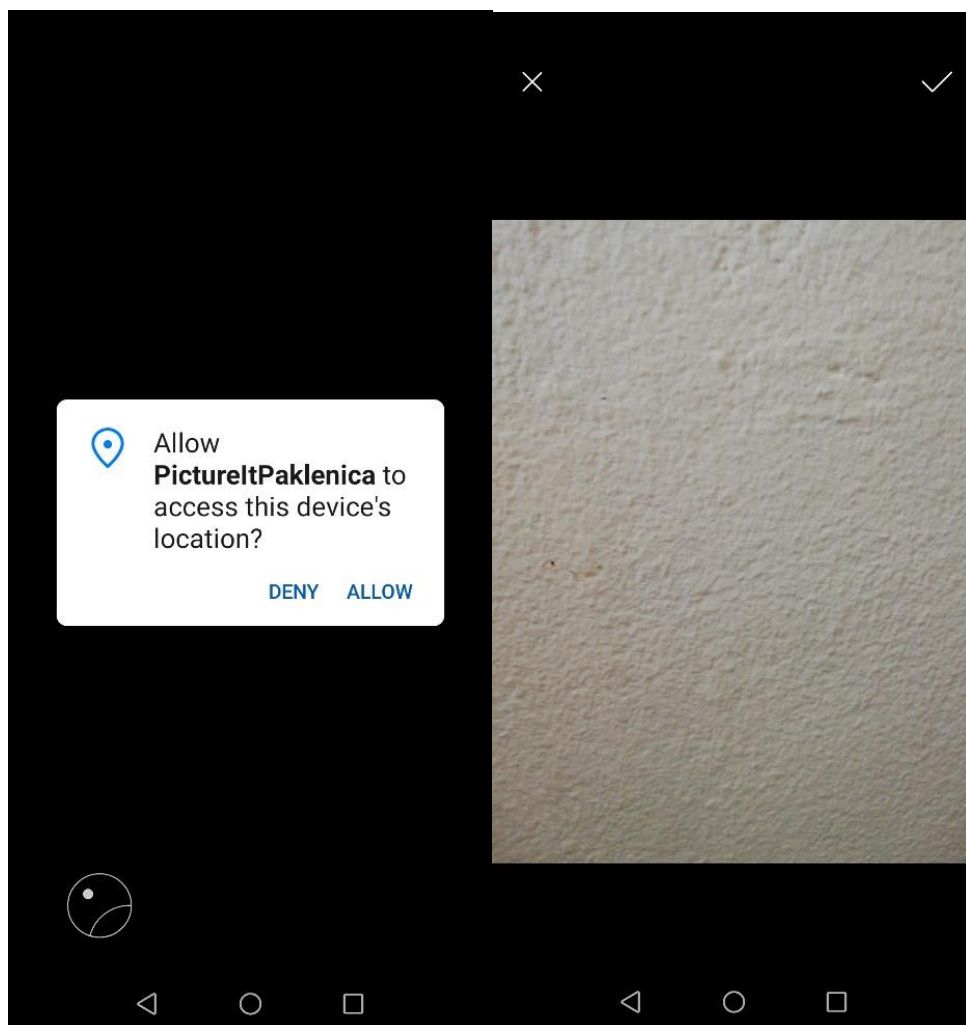 Allow
PictureItPaklenica to
access this device's
location?
DENY ALLOW